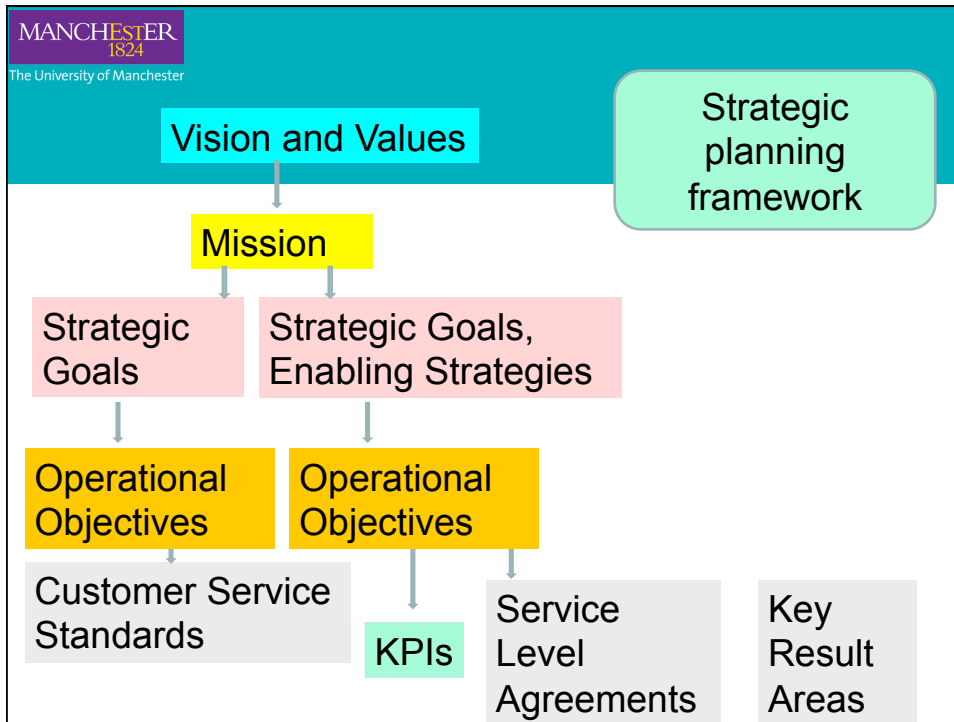 MANCHESTER
1824
The University of Manchester
Strategic
planning
framework
Vision and Values
Mission
Strategic
Goals
Strategic Goals,
Enabling Strategies
Operational
Objectives
Operational
Objectives
Customer Service
Standards
KPIs
Service
Level
Agreements
Key
Result
Areas